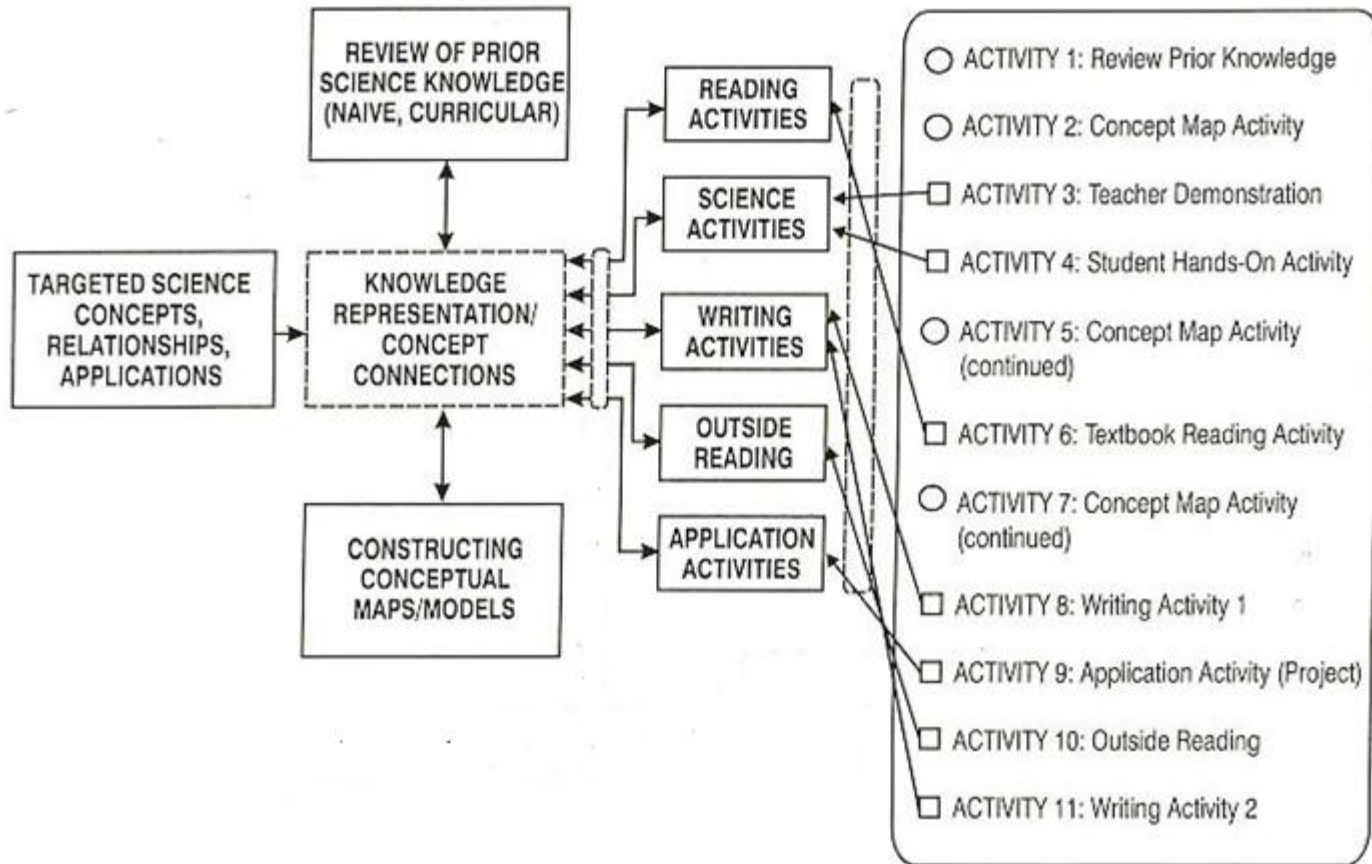 REVIEW OF PRIOR
SCIENCE KNOWLEDGE
(NAIVE, CURRICULAR)
TARGETED SCIENCE
CONCEPTS,
RELATIONSHIPS,
APPLICATIONS
KNOWLEDGE
REPRESENTATION/
CONCEPT
CONNECTIONS
CONSTRUCTING
CONCEPTUAL
MAPS/MODELS
READING
ACTIVITIES
SCIENCE
ACTIVITIES
WRITING
ACTIVITIES
OUTSIDE
READING
APPLICATION
ACTIVITIES
ACTIVITY 1: Review Prior Knowledge
ACTIVITY 2: Concept Map Activity
ACTIVITY 3: Teacher Demonstration
ACTIVITY 4: Student Hands-On Activity
ACTIVITY 5: Concept Map Activity
(continued)
ACTIVITY 6: Textbook Reading Activity
ACTIVITY 7: Concept Map Activity
(continued)
ACTIVITY 8: Writing Activity 1
ACTIVITY 9: Application Activity (Project)
ACTIVITY 10: Outside Reading
ACTIVITY 11: Writing Activity 2